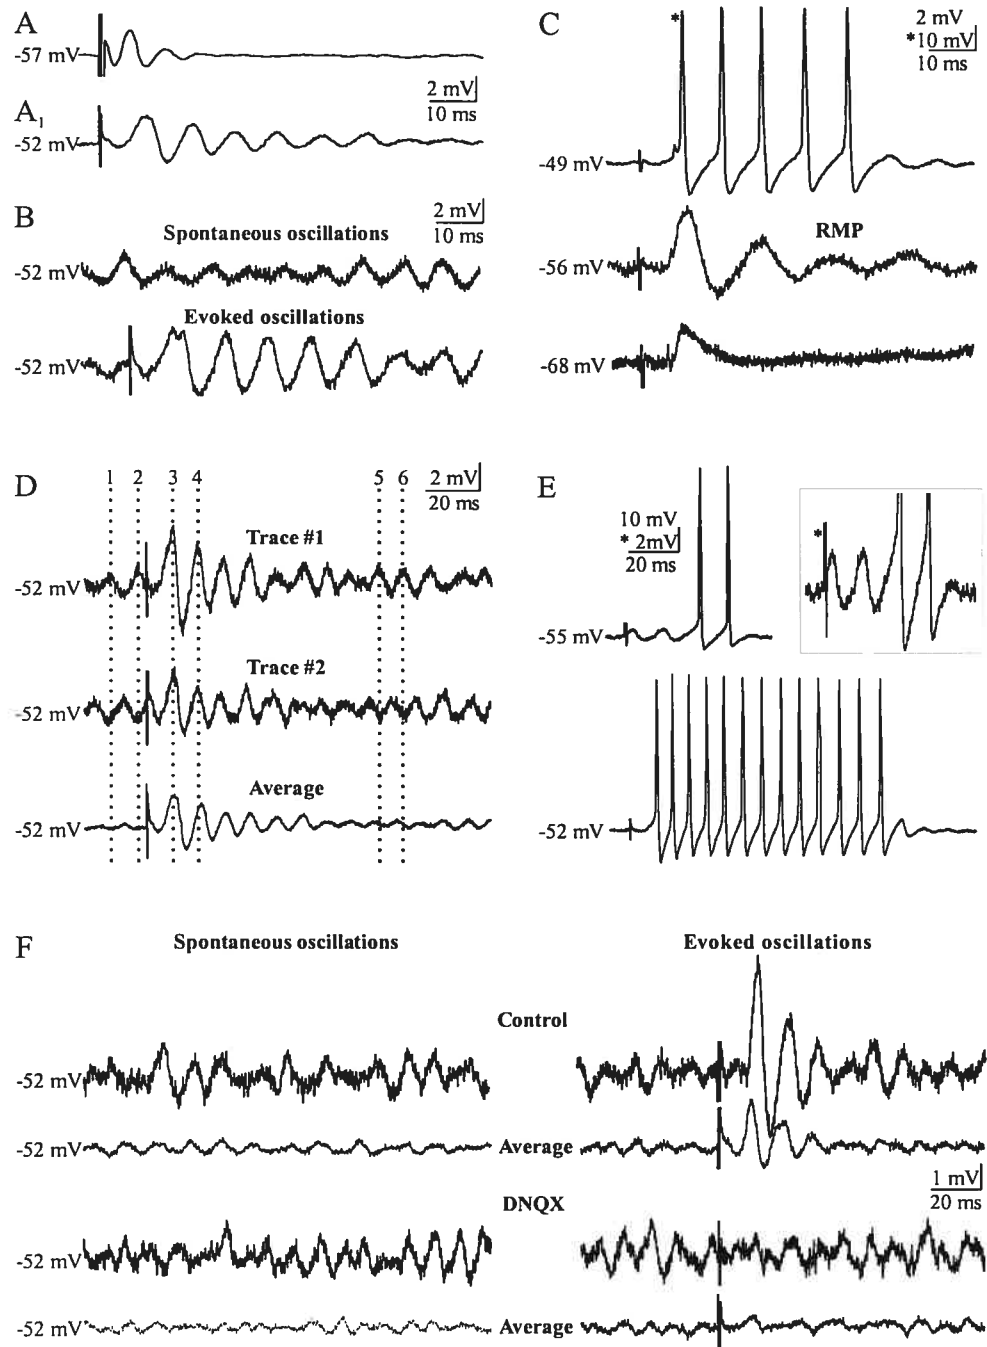 A
-57 mV
2 mV
10 ms
A1
-52 mV
B
2 mV
10 ms
Spontaneous oscillations
-52 mV
Evoked oscillations
-52 mV
C
*
2 mV
*10 mV
10 ms
-49 mV
RMP
-56 mV
-68 mV
D
1 2 3 4 5 6
2 mV
20 ms
Trace #1
-52 mV
Trace #2
-52 mV
Average
-52 mV
E
10 mV
* 2mV
20 ms
*
-55 mV
-52 mV
F
Spontaneous oscillations
Evoked oscillations
Control
-52 mV
-52 mV
Average
1 mV
20 ms
DNQX
-52 mV
-52 mV
Average